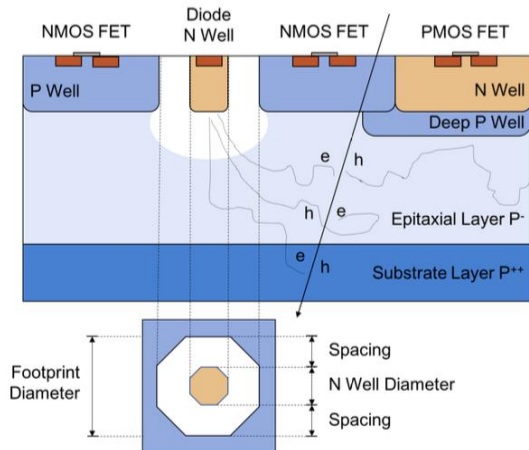 Diode
NMOS FET N Well NMOS FET PMOS FET
P Well
N Well
Deep P Well
e h
h e
Epitaxial Layer P-
e h
Substrate Layer P++
Spacing
Footprint
Diameter
N Well Diameter
Spacing